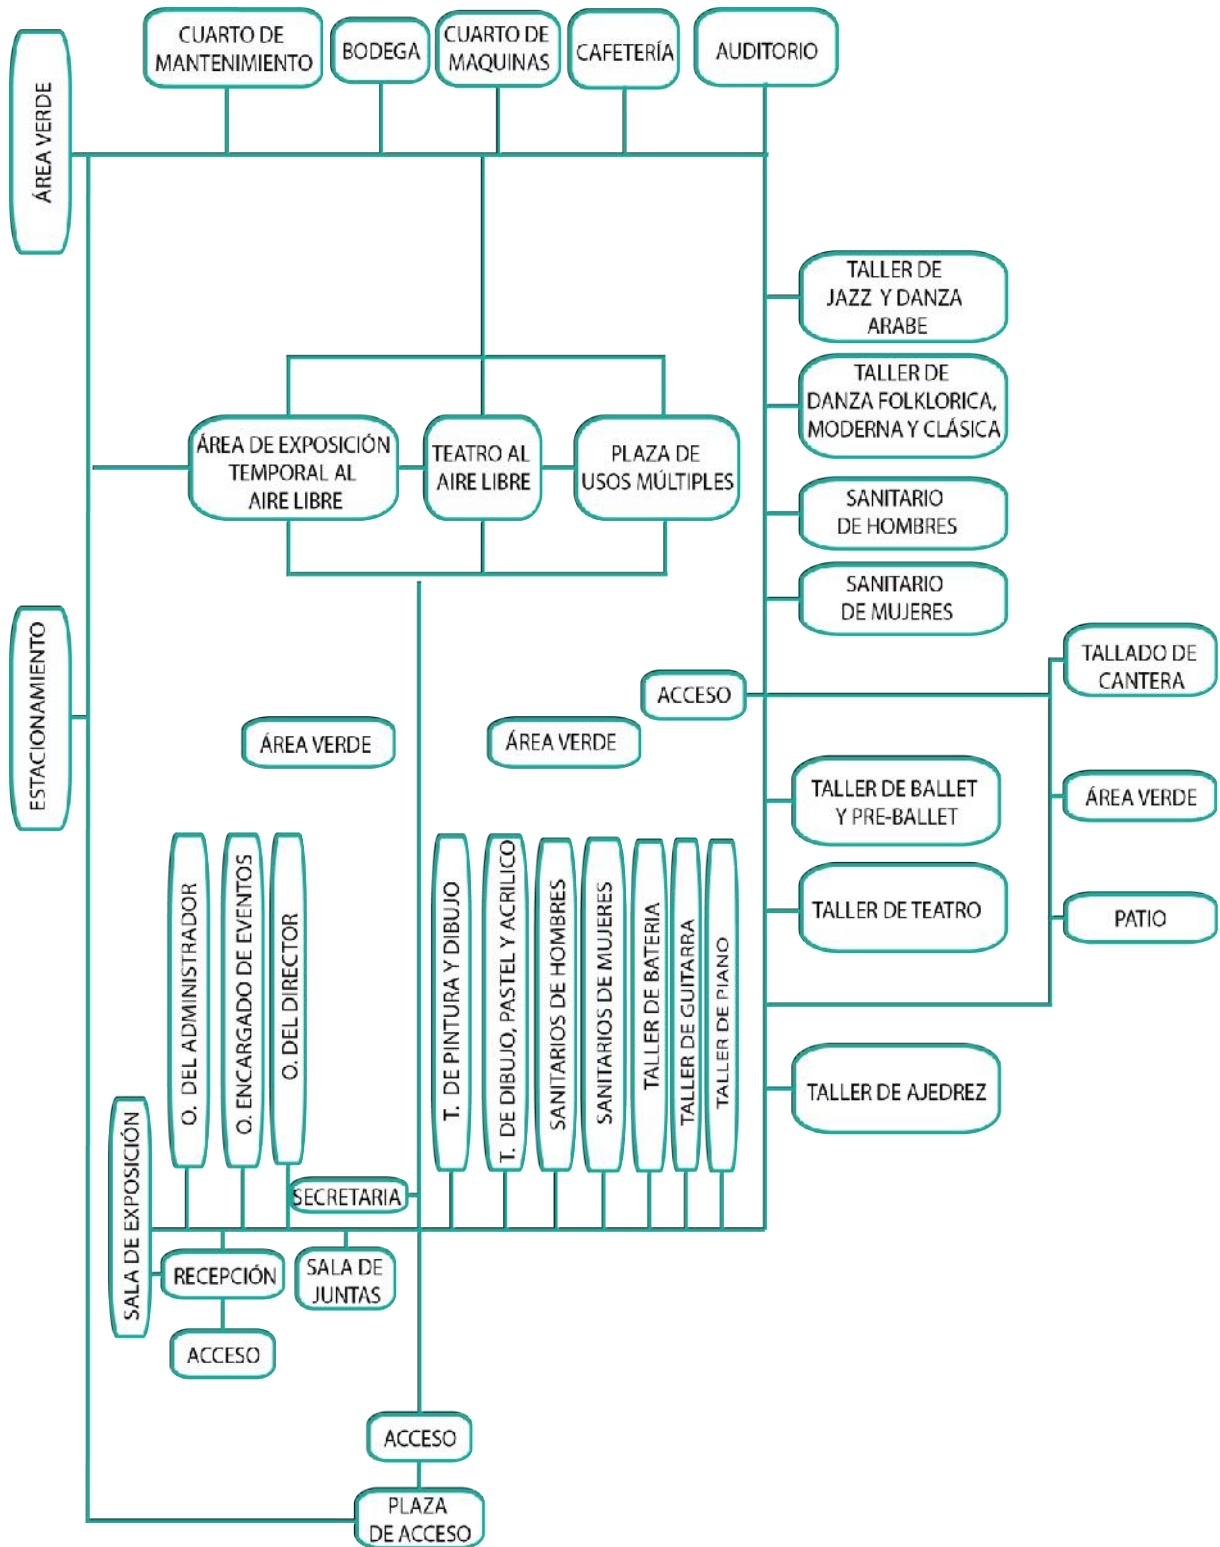 CUARTO DE
MANTENIMIENTO
BODEGA
CUARTO DE
MAQUINAS
CAFETERÍA
AUDITORIO
ÁREA VERDE
TALLER DE
JAZZ Y DANZA
ARABE
TALLER DE
DANZA FOLKLORICA,
MODERNA Y CLÁSICA
ÁREA DE EXPOSICIÓN
TEMPORAL AL
AIRE LIBRE
TEATRO AL
AIRE LIBRE
PLAZA DE
USOS MÚLTIPLES
SANITARIO
DE HOMBRES
SANITARIO
DE MUJERES
ESTACIONAMIENTO
TALLADO DE
CANTERA
ACCESO
ÁREA VERDE
ÁREA VERDE
TALLER DE BALLET
Y PRE-BALLET
ÁREA VERDE
TALLER DE TEATRO
PATIO
O. DEL ADMINISTRADOR
O. ENCARGADO DE EVENTOS
O. DEL DIRECTOR
T. DE PINTURA Y DIBUJO
T. DE DIBUJO, PASTEL Y ACRILICO
SANITARIOS DE HOMBRES
SANITARIOS DE MUJERES
TALLER DE BATERIA
TALLER DE GUITARRA
TALLER DE PIANO
TALLER DE AJEDREZ
SALA DE EXPOSICIÓN
SECRETARIA
RECEPCIÓN
SALA DE
JUNTAS
ACCESO
ACCESO
PLAZA
DE ACCESO